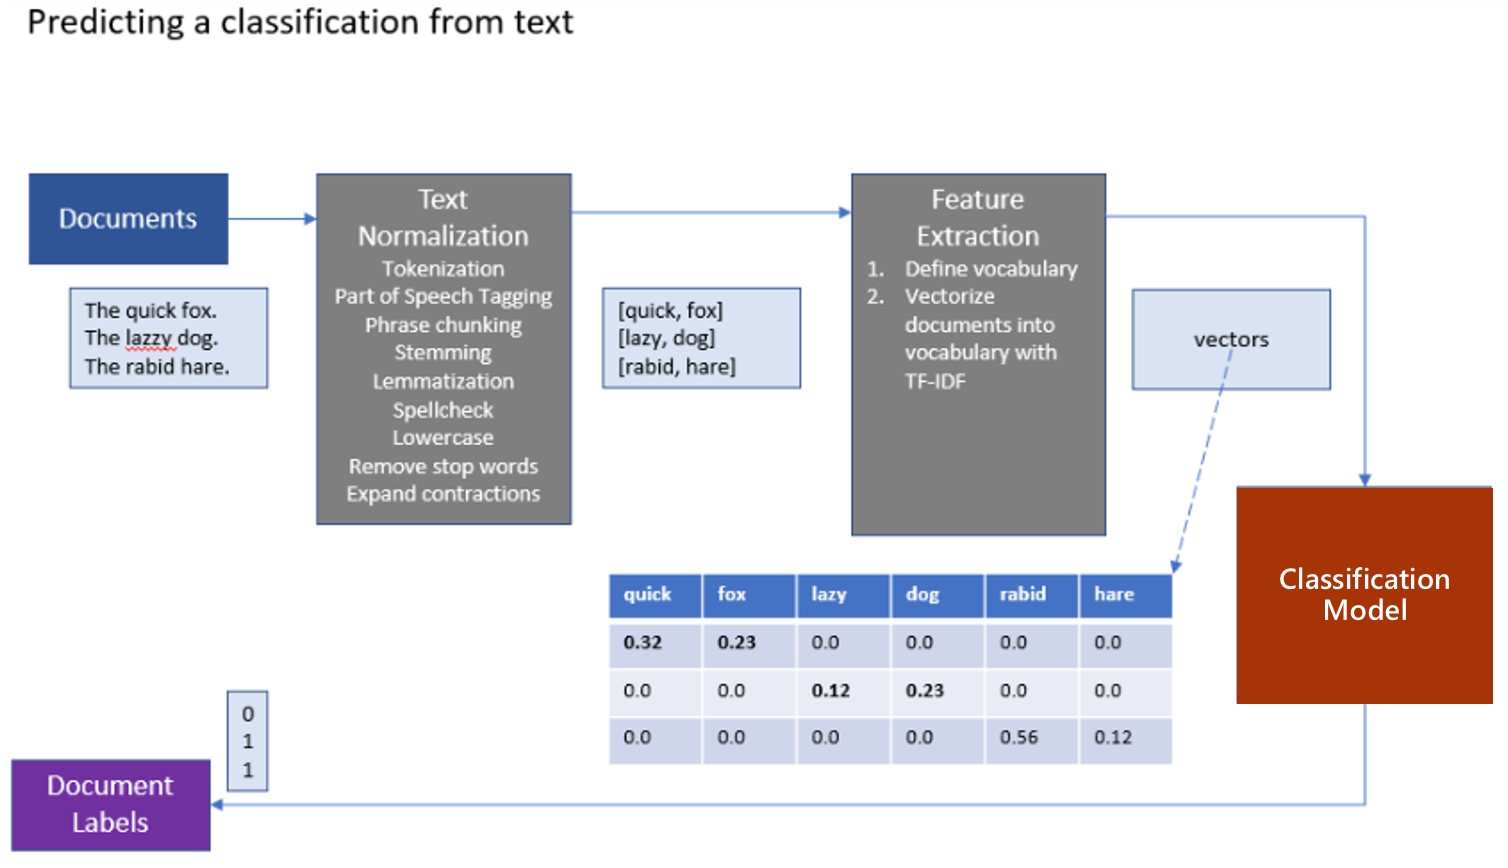 Predicting a classification from text
Documents
The quick fox.
The lazzy dog.
The rabid hare.
Text
Normalization
Tokenization
Part of Speech Tagging
Phrase chunking
Stemming
Lemmatization
Spellcheck
Lowercase
Remove stop words
Expand contractions
[quick, fox]
[lazy, dog]
[rabid, hare]
Feature
Extraction
1. Define vocabulary
2. Vectorize
documents into
vocabulary with
TF-IDF
vectors
Classification
Model
quick fox lazy dog rabid hare
0.32 0.23 0.0 0.0 0.0 0.0
0.0 0.0 0.12 0.23 0.0 0.0
0.0 0.0 0.0 0.0 0.56 0.12
0
1
1
Document
Labels